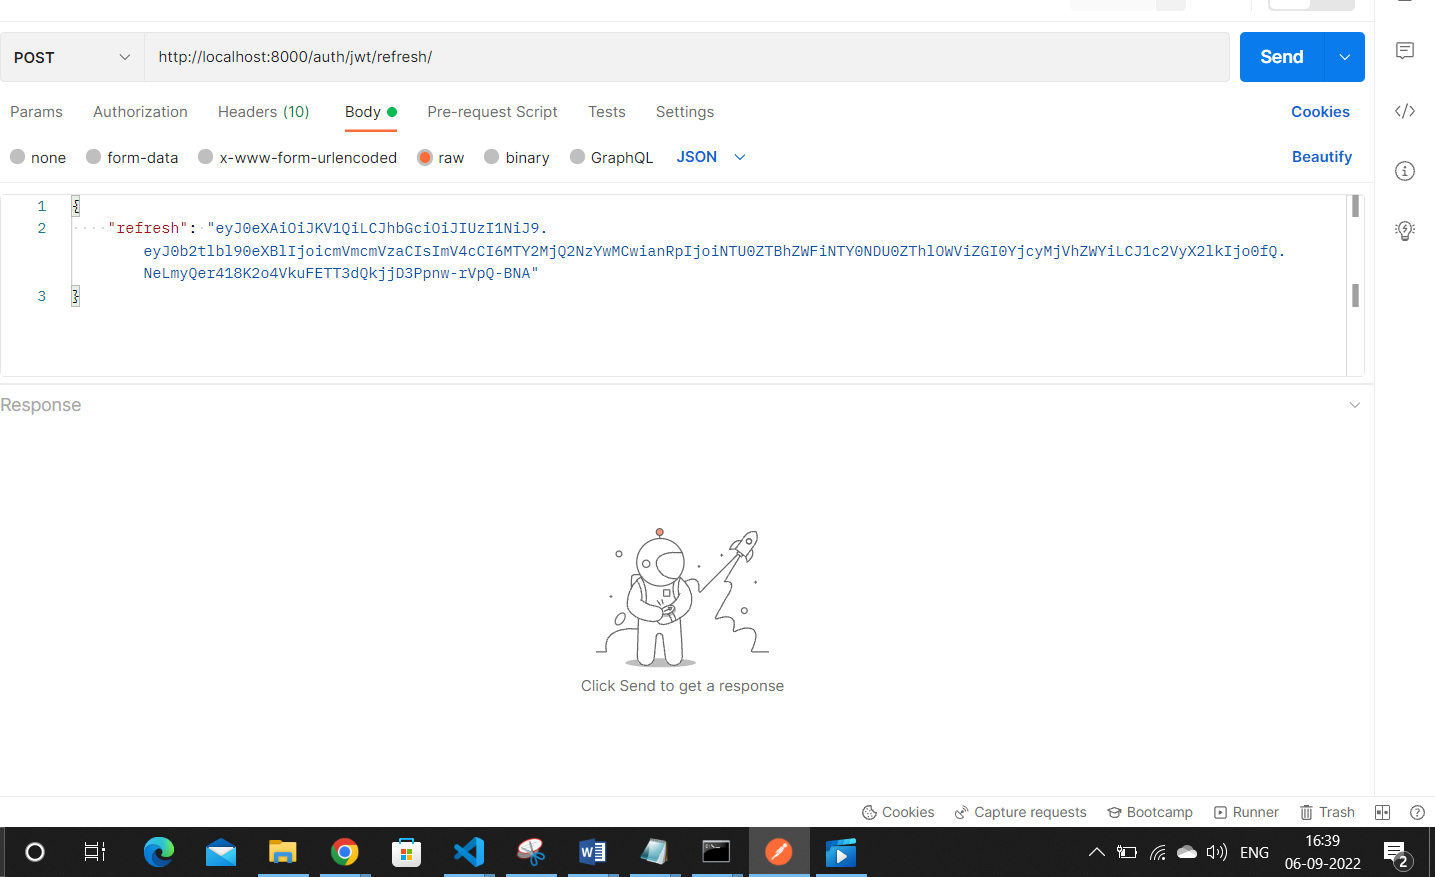 POST
http://localhost:8000/auth/jwt/refresh/
Send
Params Authorization Headers (10) Body Pre-request Script Tests Settings Cookies
none form-data x-www-form-urlencoded raw binary GraphQL JSON Beautify
1 {
2 "refresh": "eyJ0eXAiOiJKV1QiLCJhbGciOiJIUzI1NiJ9.
eyJ0b2tlbl90eXBlIjoicmVmcmVzaCIsImV4cCI6MTY2MjQ2NzYwMCwianRpIjoiNTU0ZTBhZWFiNTY0NDU0ZThlOWViZGI0YjcyMjVhZWYiLCJ1c2VyX2lkIjo0fQ.
NeLmyQer418K2o4VkuFETT3dQkjjD3Ppnw-rVpQ-BNA"
3 }
Response
Click Send to get a response
Cookies Capture requests Bootcamp Runner Trash
ENG
16:39
06-09-2022
2